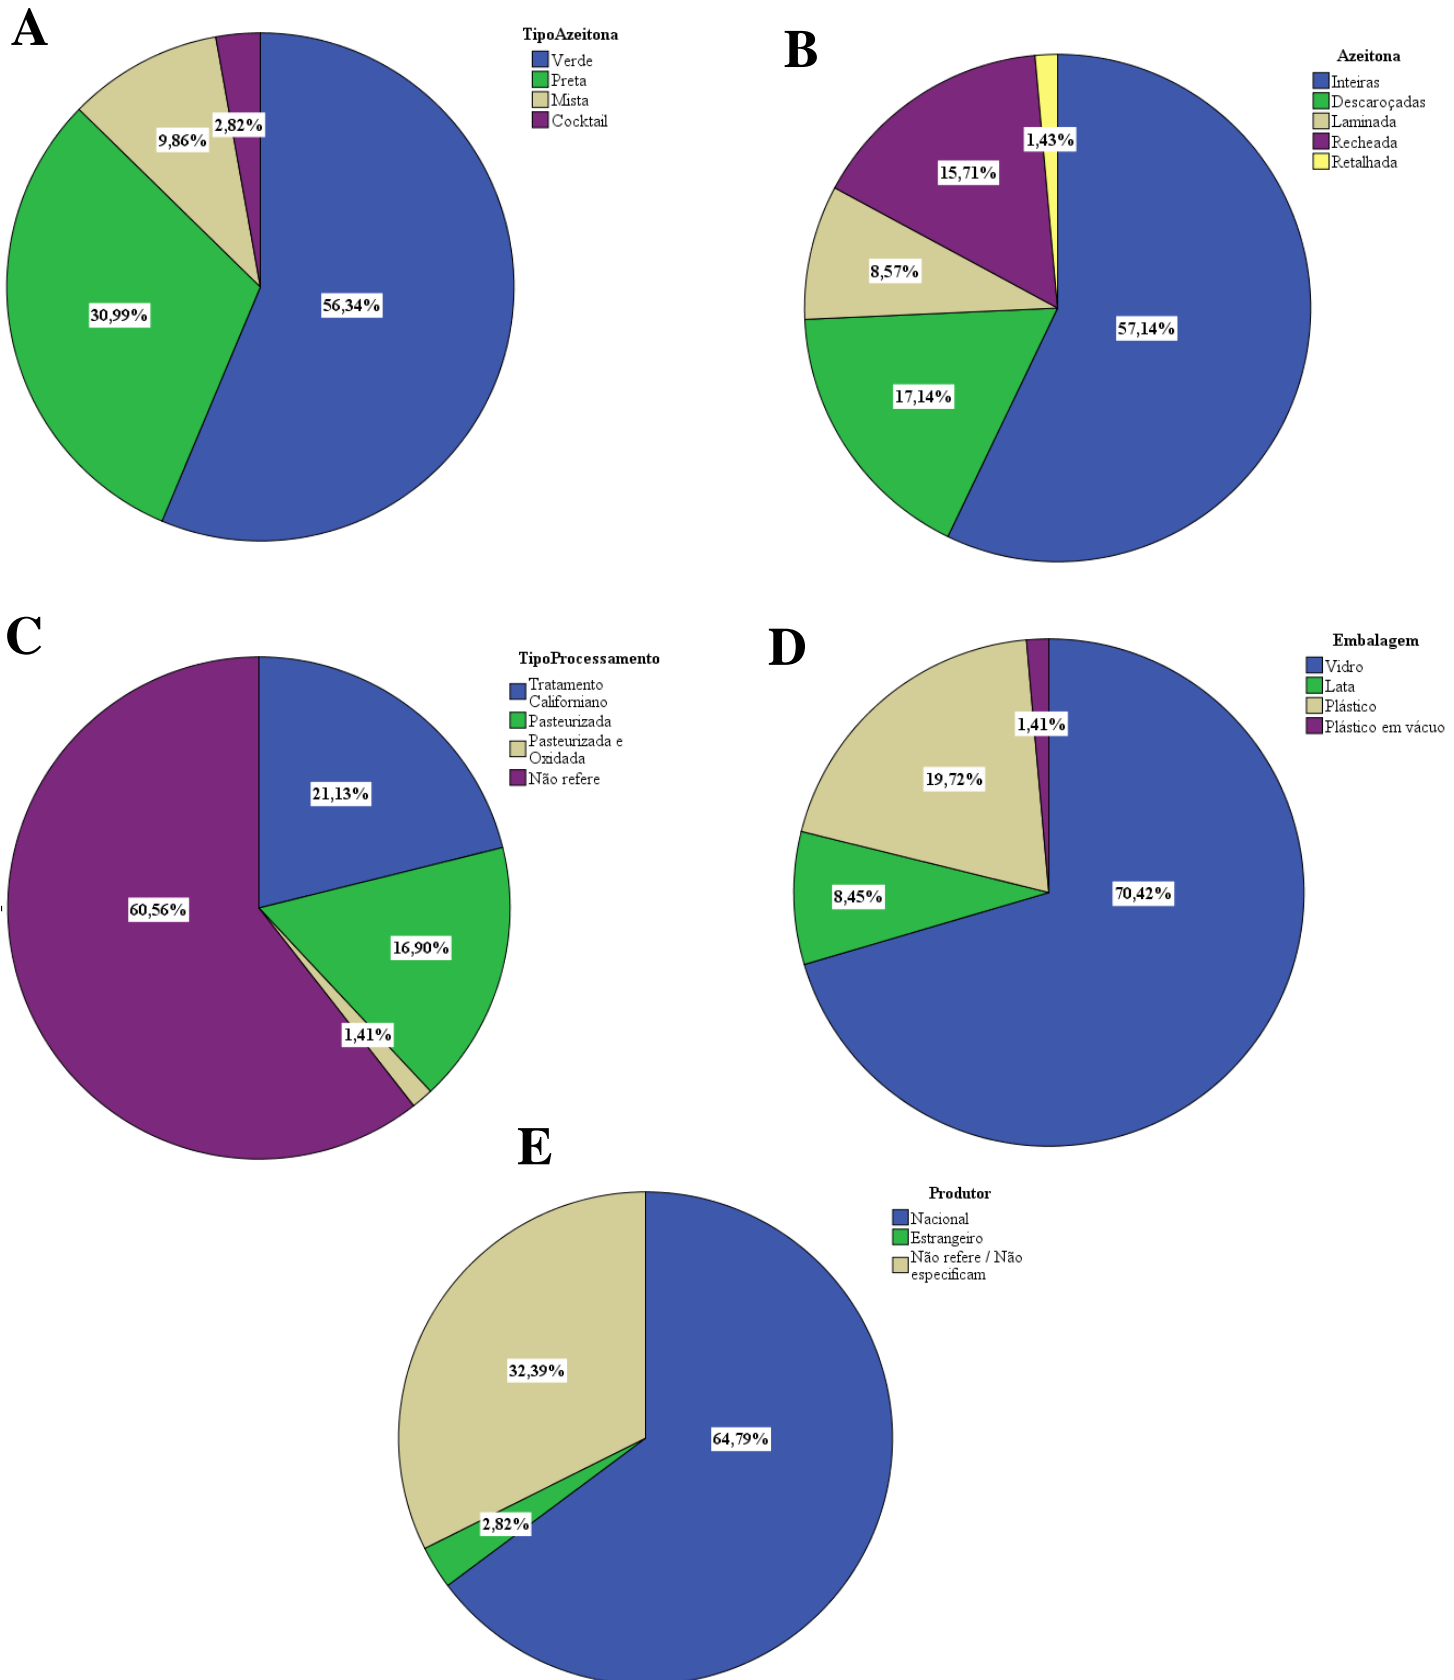 A
TipoAzeitona
Verde
Preta
Mista
Cocktail
2,82%
9,86%
30,99%
56,34%
B
Azeitona
Inteiras
Descaroçadas
Laminada
Recheada
Retalhada
1,43%
15,71%
8,57%
57,14%
17,14%
C
TipoProcessamento
Tratamento
Californiano
Pasteurizada
Pasteurizada e
Oxidada
Não refere
21,13%
60,56%
16,90%
1,41%
D
Embalagem
Vidro
Lata
Plástico
Plástico em vácuo
1,41%
19,72%
8,45%
70,42%
E
Produtor
Nacional
Estrangeiro
Não refere / Não
especificam
32,39%
64,79%
2,82%